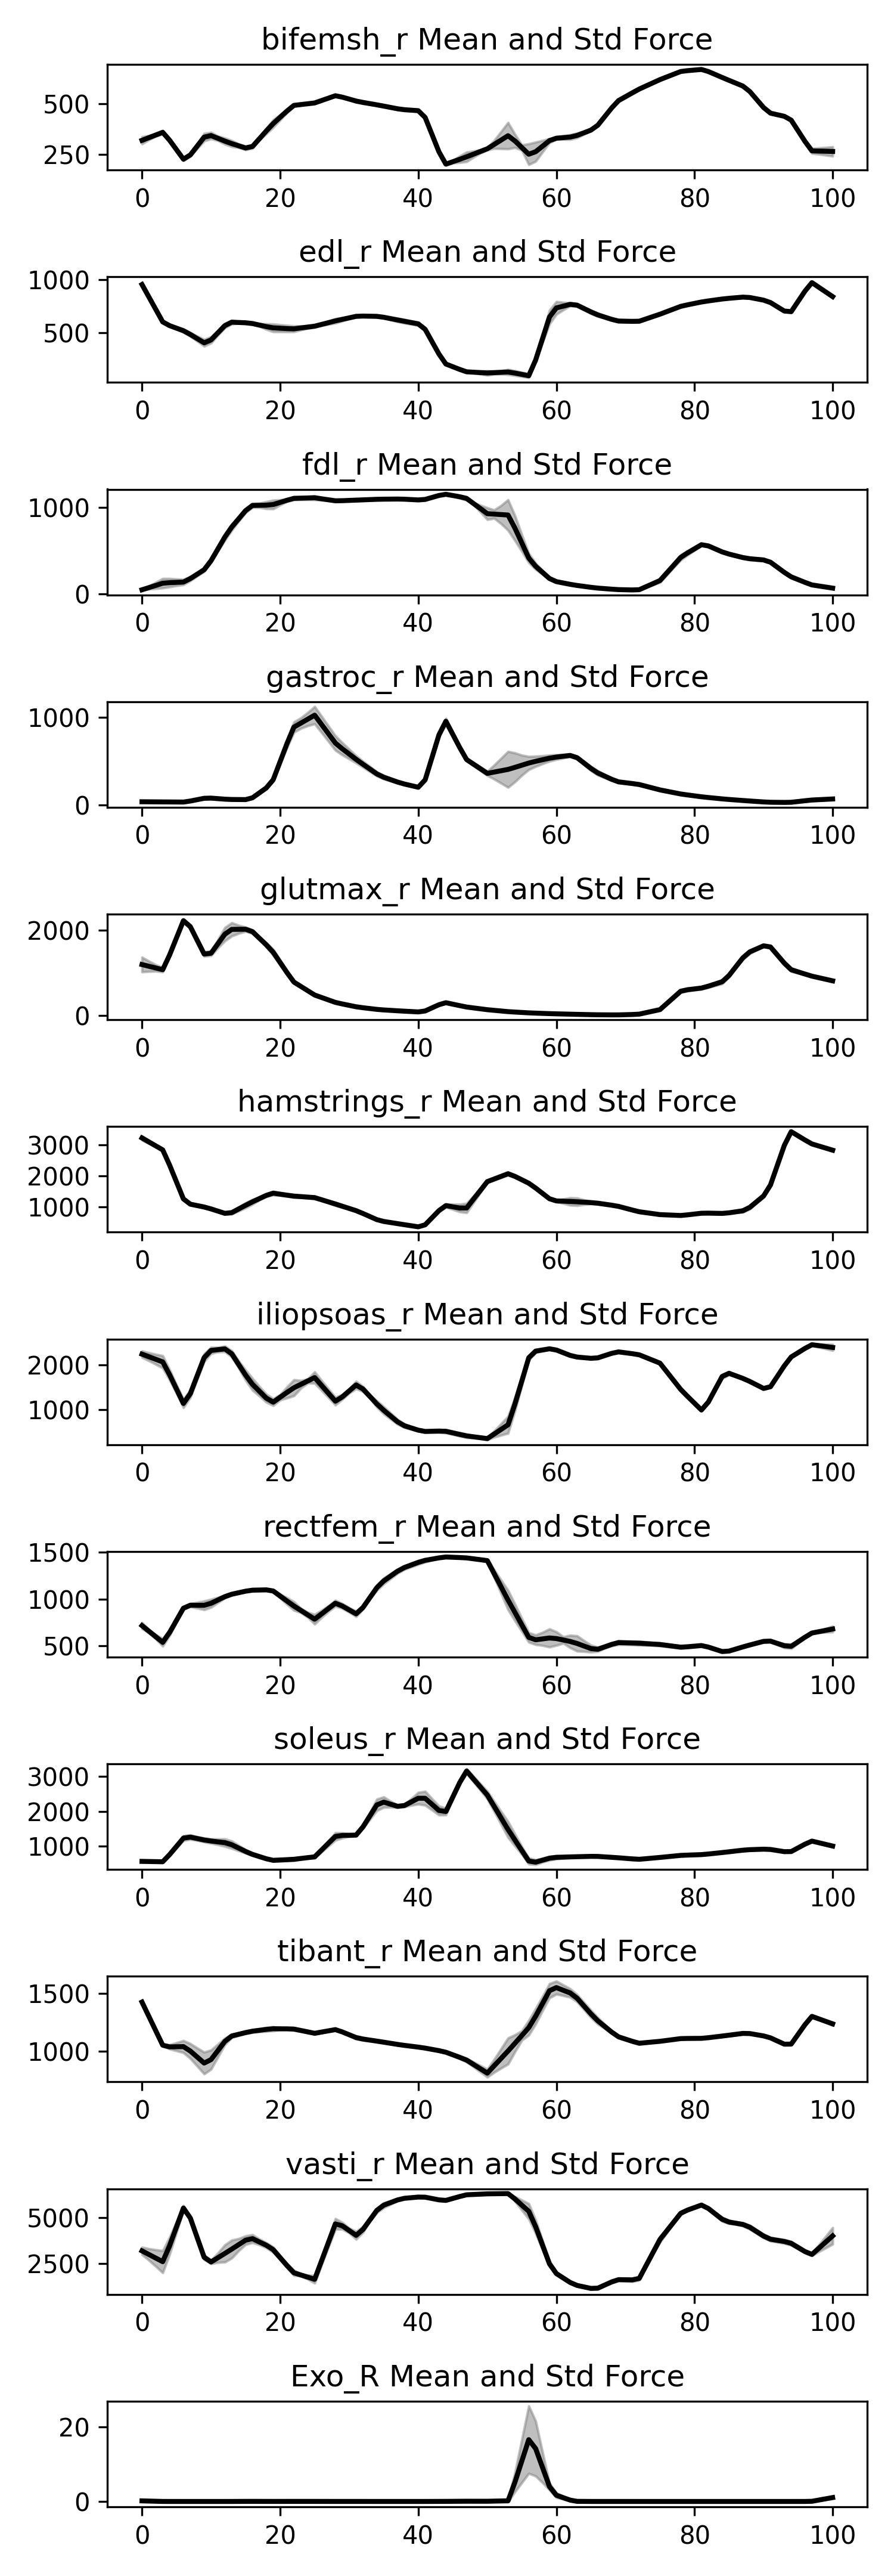 bifemsh_r Mean and Std Force
500
250
0 20 40 60 80 100
edl_r Mean and Std Force
1000
500
0 20 40 60 80 100
fdl_r Mean and Std Force
1000
0
0 20 40 60 80 100
gastroc_r Mean and Std Force
1000
0
0 20 40 60 80 100
glutmax_r Mean and Std Force
2000
0
0 20 40 60 80 100
hamstrings_r Mean and Std Force
3000
2000
1000
0 20 40 60 80 100
iliopsoas_r Mean and Std Force
2000
1000
0 20 40 60 80 100
rectfem_r Mean and Std Force
1500
1000
500
0 20 40 60 80 100
soleus_r Mean and Std Force
3000
2000
1000
0 20 40 60 80 100
tibant_r Mean and Std Force
1500
1000
0 20 40 60 80 100
vasti_r Mean and Std Force
5000
2500
0 20 40 60 80 100
Exo_R Mean and Std Force
20
0
0 20 40 60 80 100